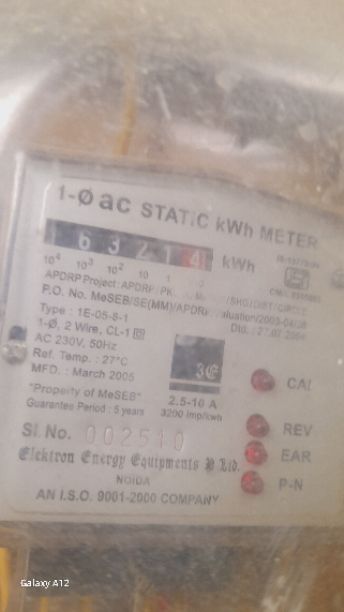 1-Ø ac STATIC kWh METER
6 3 2 1 4 kWh
10⁴ 10³ 10² 10 1
APDRP Project: APDRP
P.O. No. MeSEB/SE(MM)/APDRP
Type : 1E-05-S-1
1-Ø, 2 Wire, CL-1
AC 230V, 50Hz
Ref. Temp. : 27°C
MFD. : March 2005
"Property of MeSEB"
Guarantee Period : 5 years
2.5-10 A
3200 imp/kwh
CAL
REV
EAR
P-N
Sl. No. 002510
Elektron Energy Equipments P Ltd.
NOIDA
AN I.S.O. 9001-2000 COMPANY
Galaxy A12